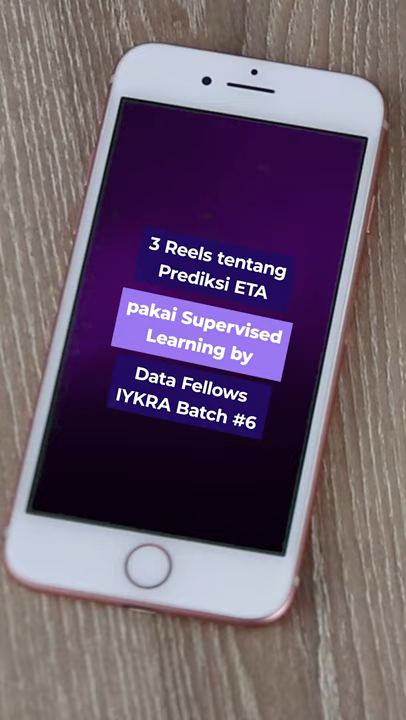 3 Reels tentang
Prediksi ETA
pakai Supervised
Learning by
Data Fellows
IYKRA Batch #6